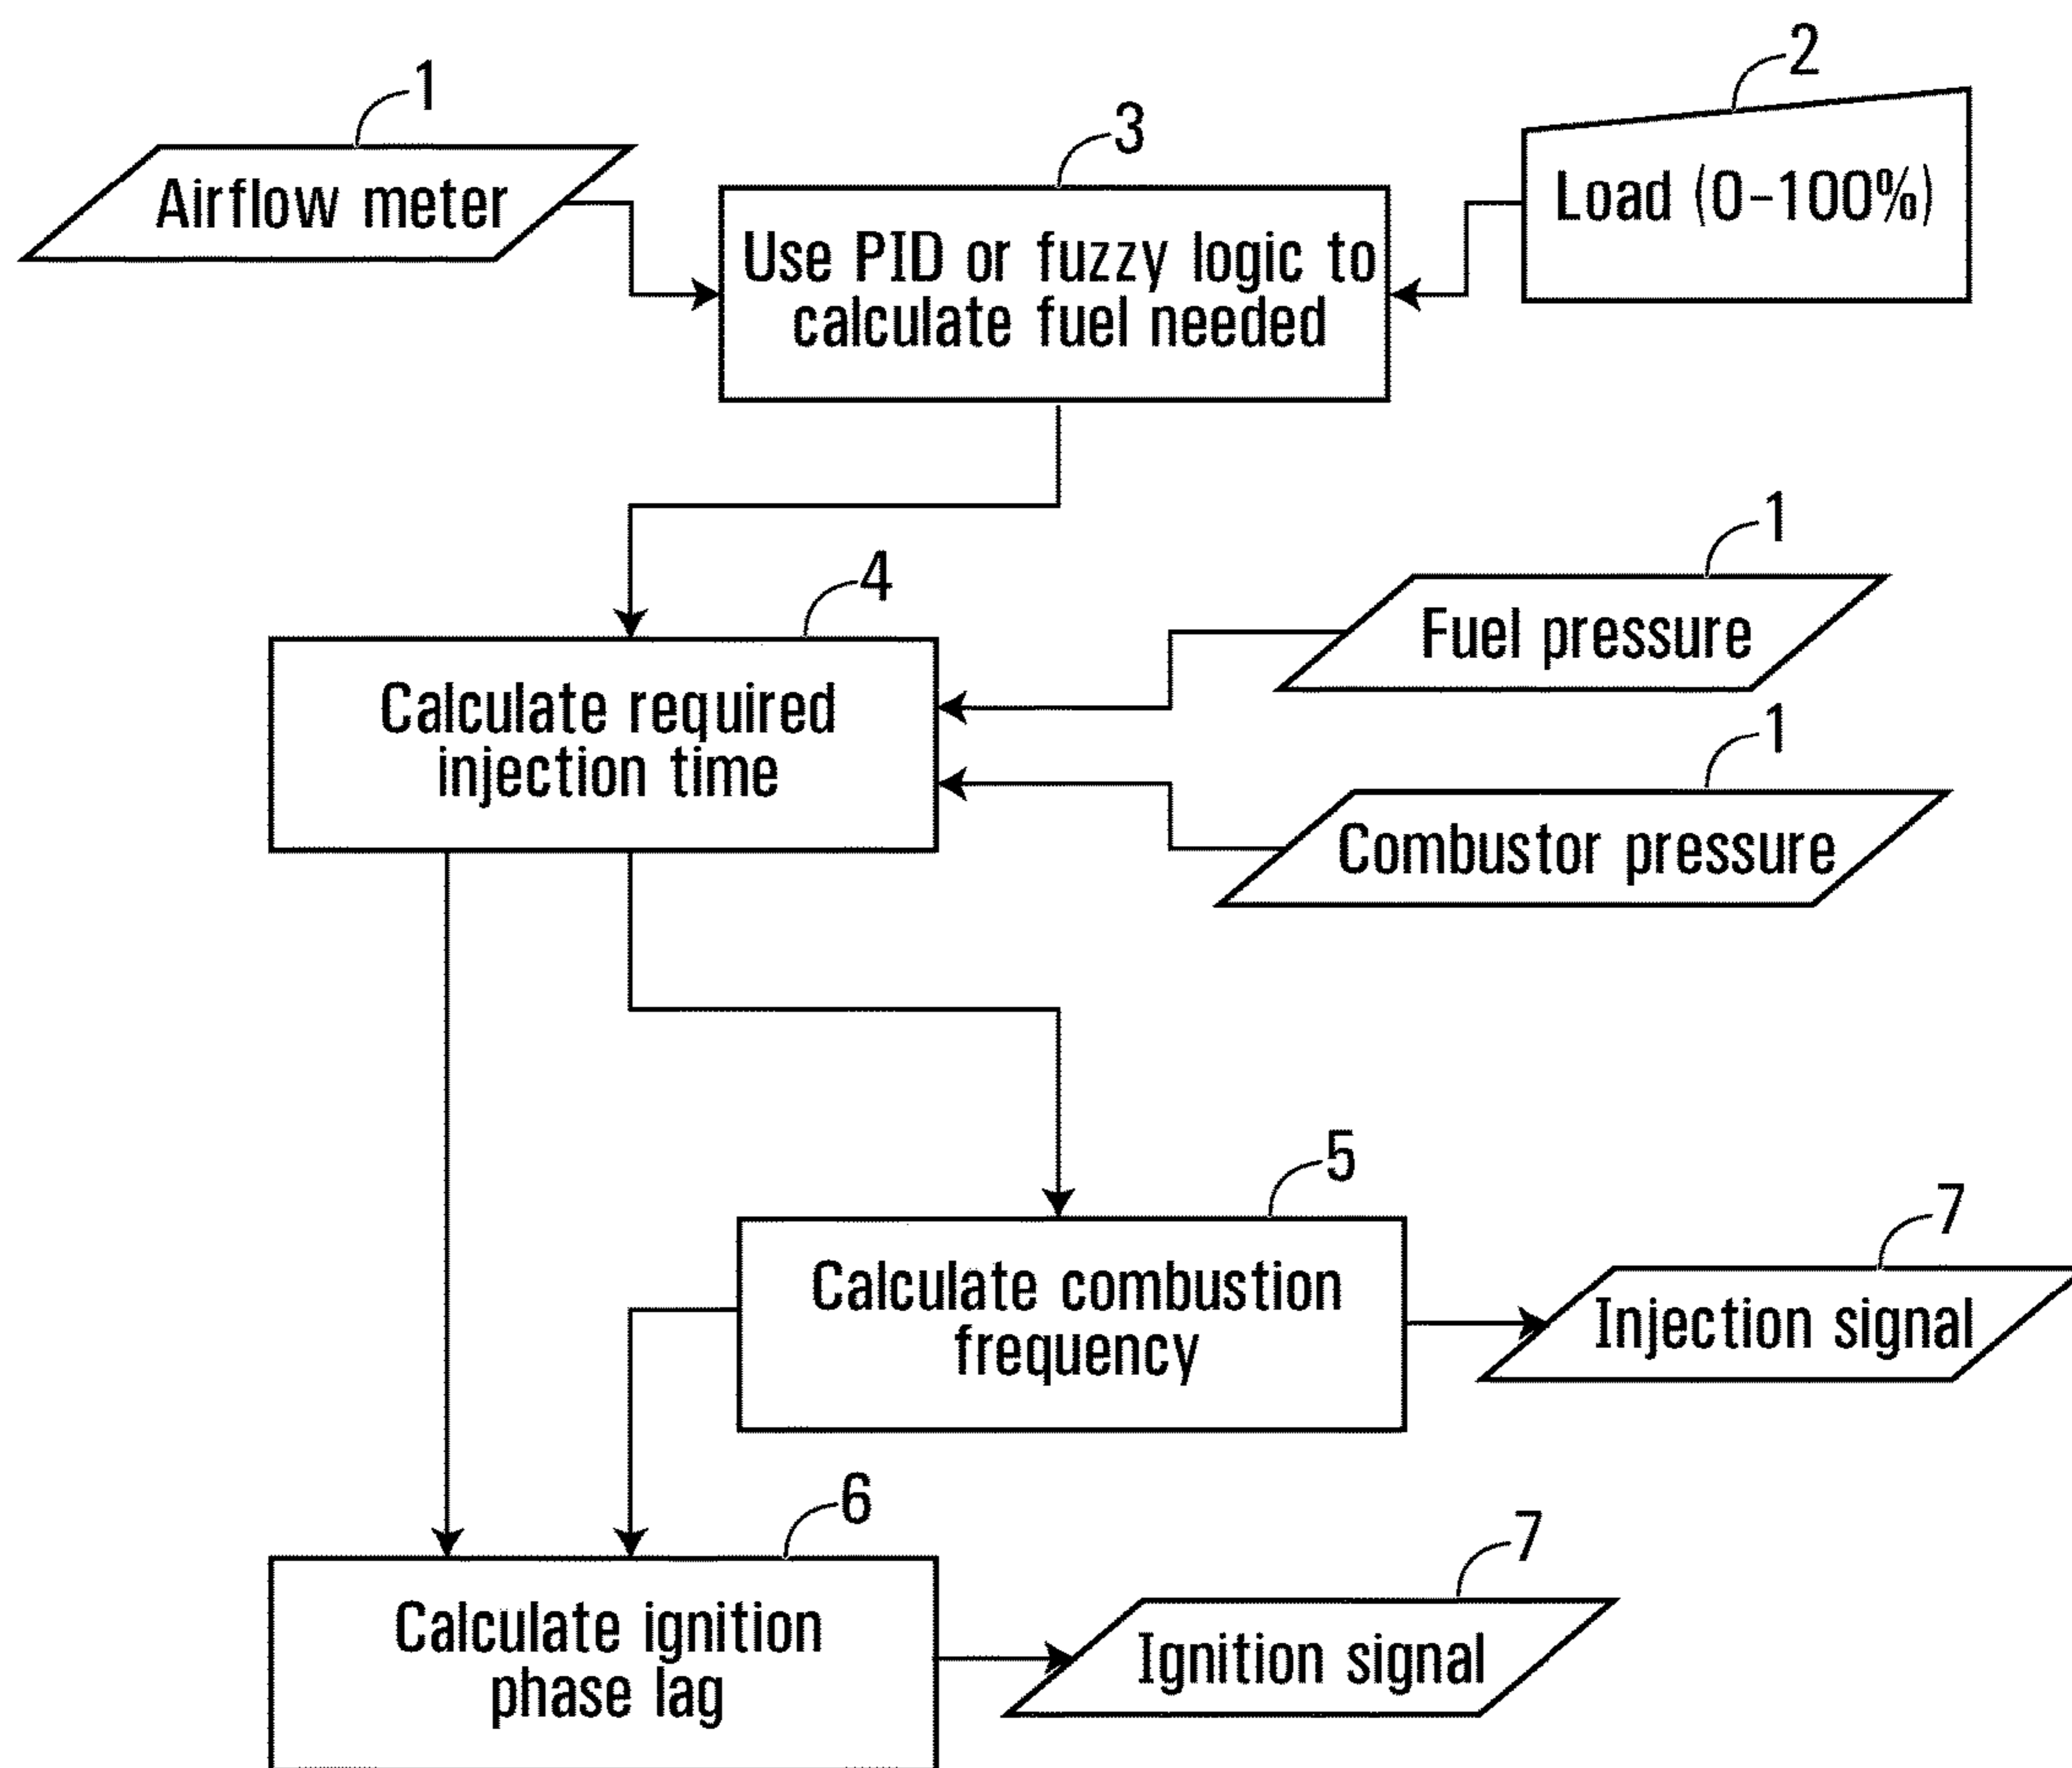 1
2
3
Airflow meter
Load (0-100%)
Use PID or fuzzy logic to
calculate fuel needed
1
4
Fuel pressure
Calculate required
injection time
1
Combustor pressure
5
7
Calculate combustion
frequency
Injection signal
6
7
Calculate ignition
phase lag
Ignition signal